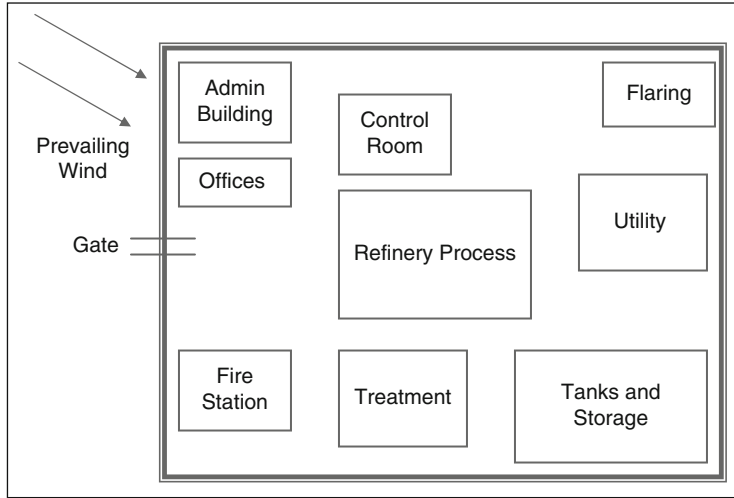 Prevailing
Wind
Gate
Admin
Building
Offices
Control
Room
Flaring
Utility
Refinery Process
Fire
Station
Treatment
Tanks and
Storage